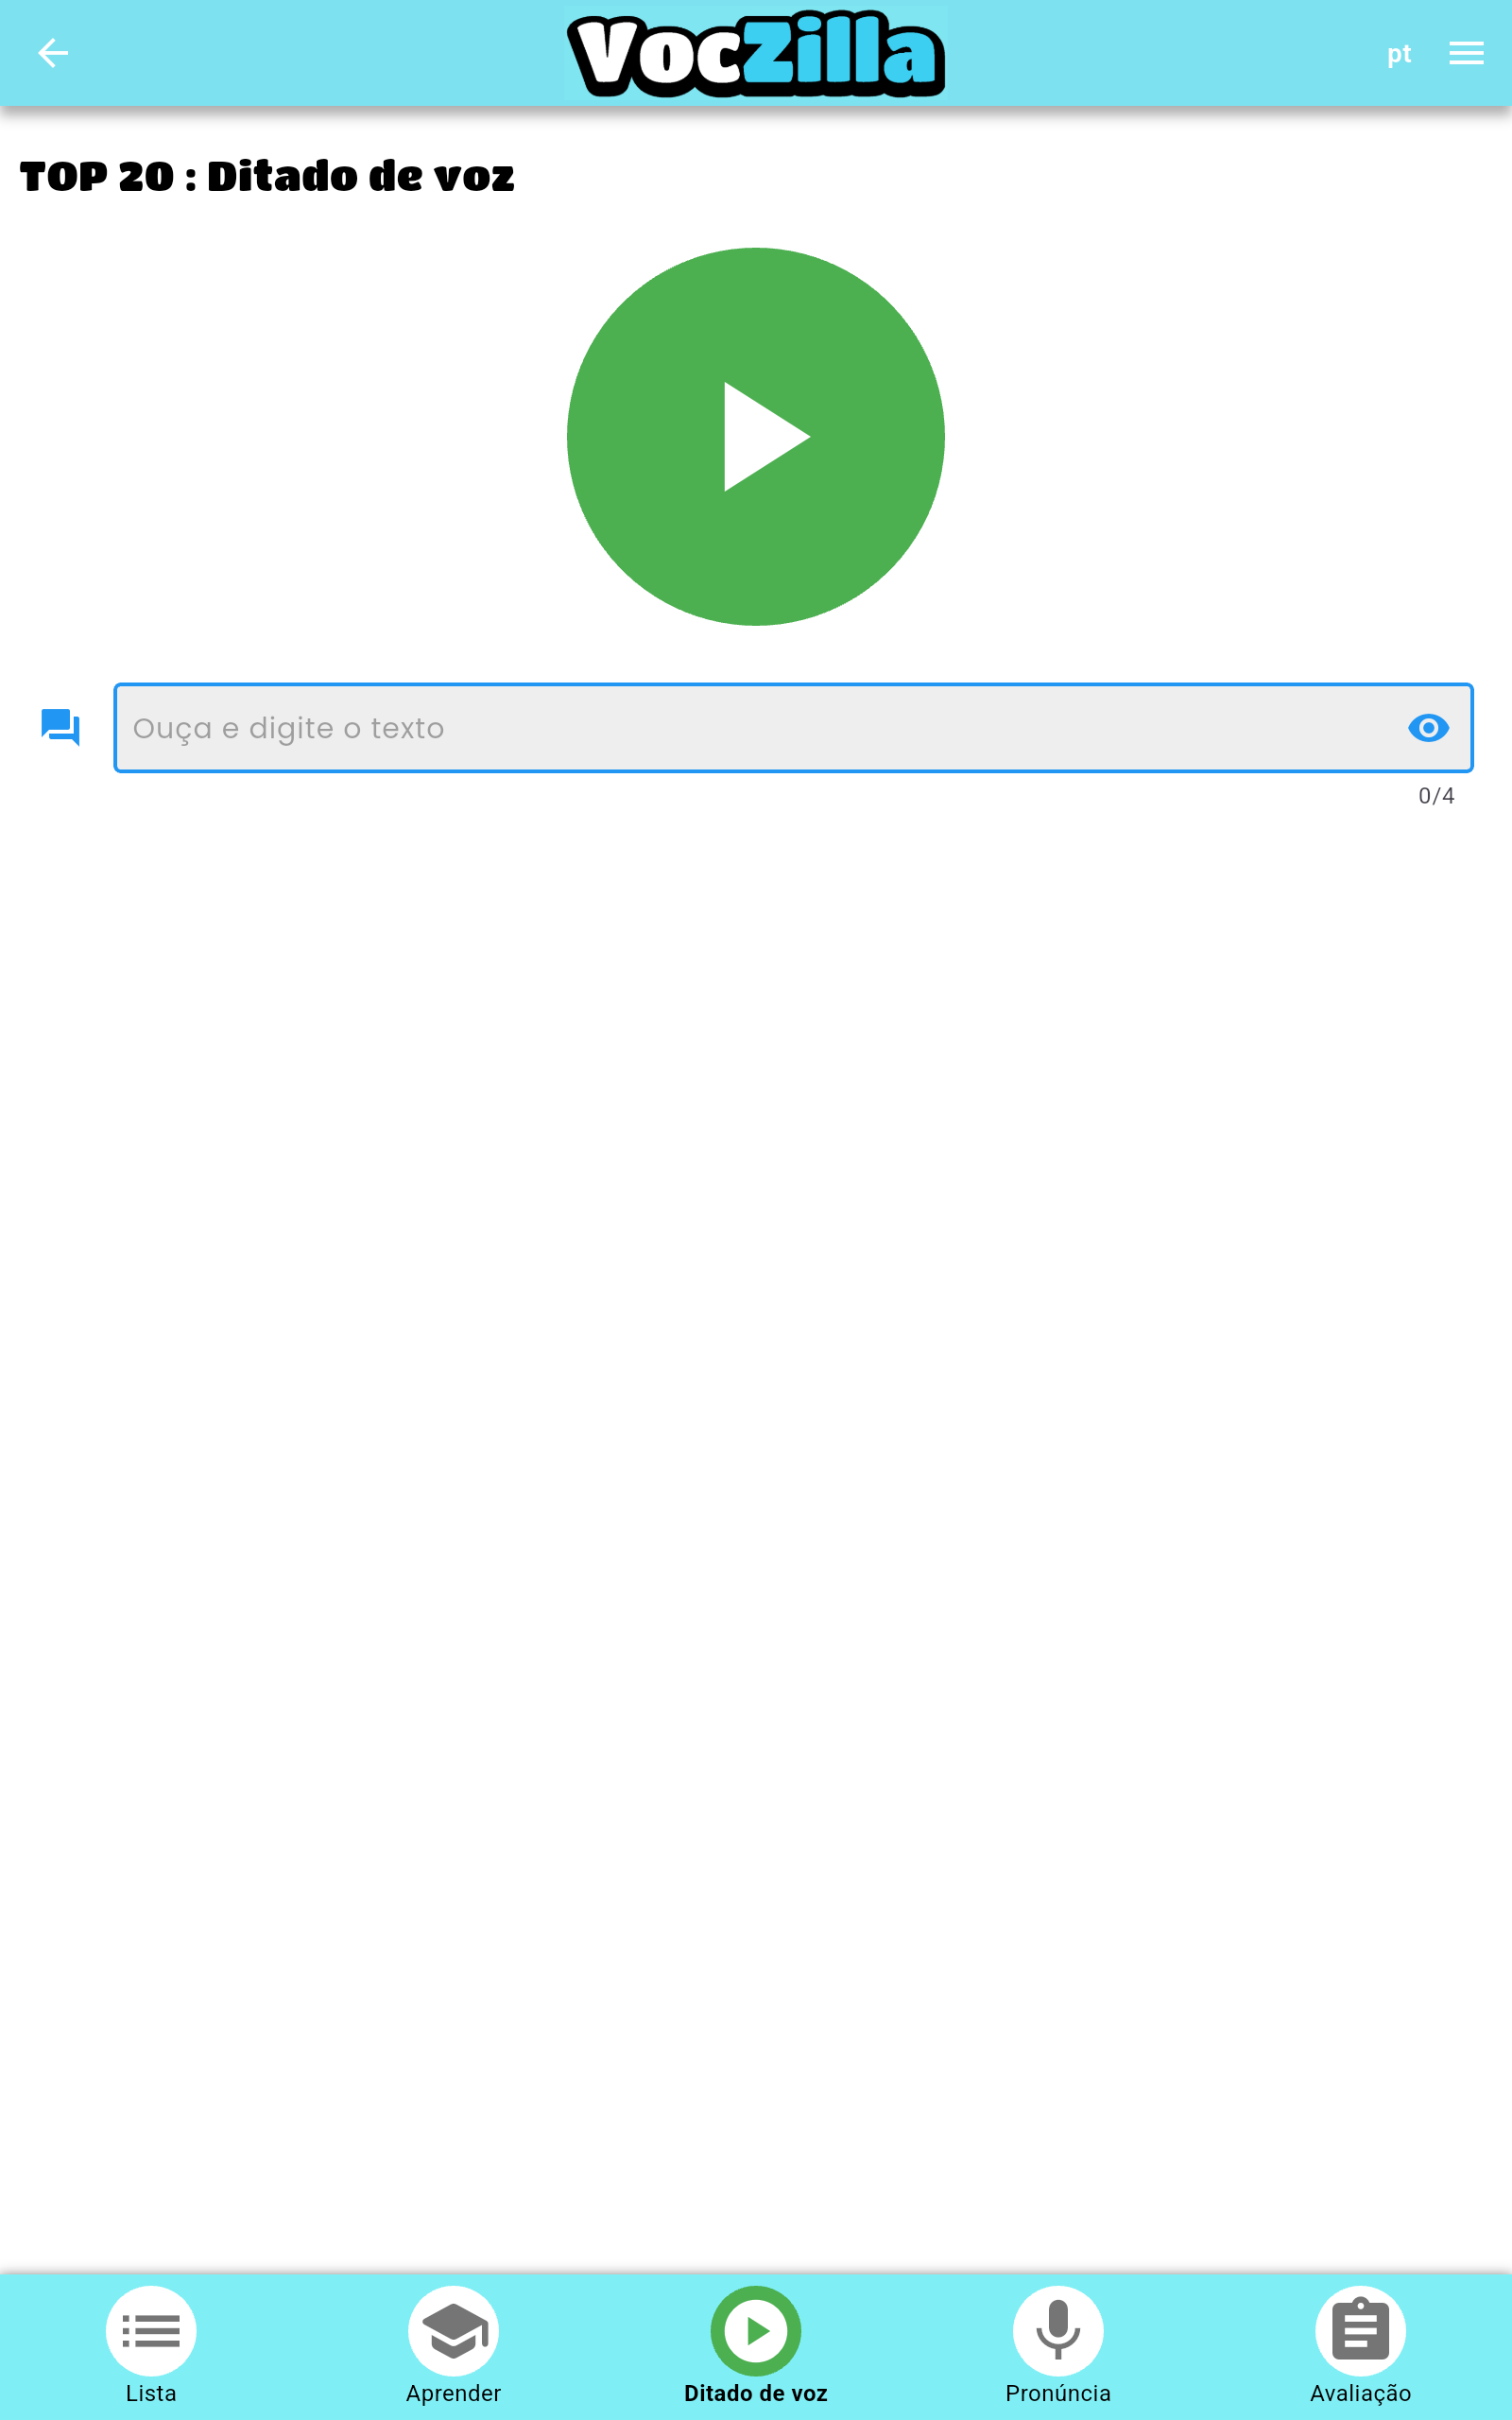 VocZilla
pt
TOP 20 : Ditado de voz
Ouça e digite o texto
0/4
Lista
Aprender
Ditado de voz
Pronúncia
Avaliação